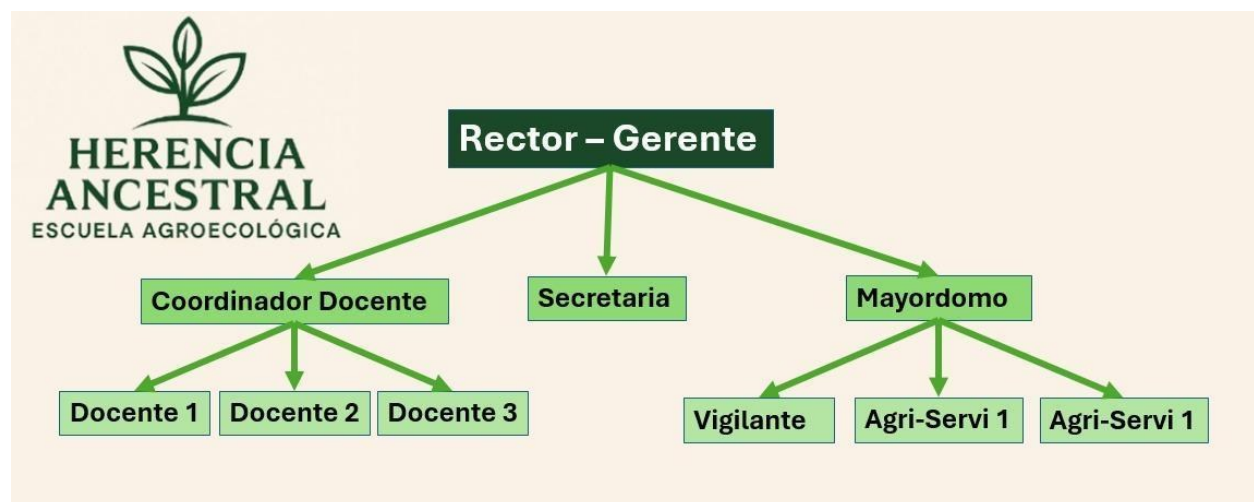 HERENCIA
ANCESTRAL
ESCUELA AGROECOLÓGICA
Rector – Gerente
Coordinador Docente
Secretaria
Mayordomo
Docente 1
Docente 2
Docente 3
Vigilante
Agri-Servi 1
Agri-Servi 1